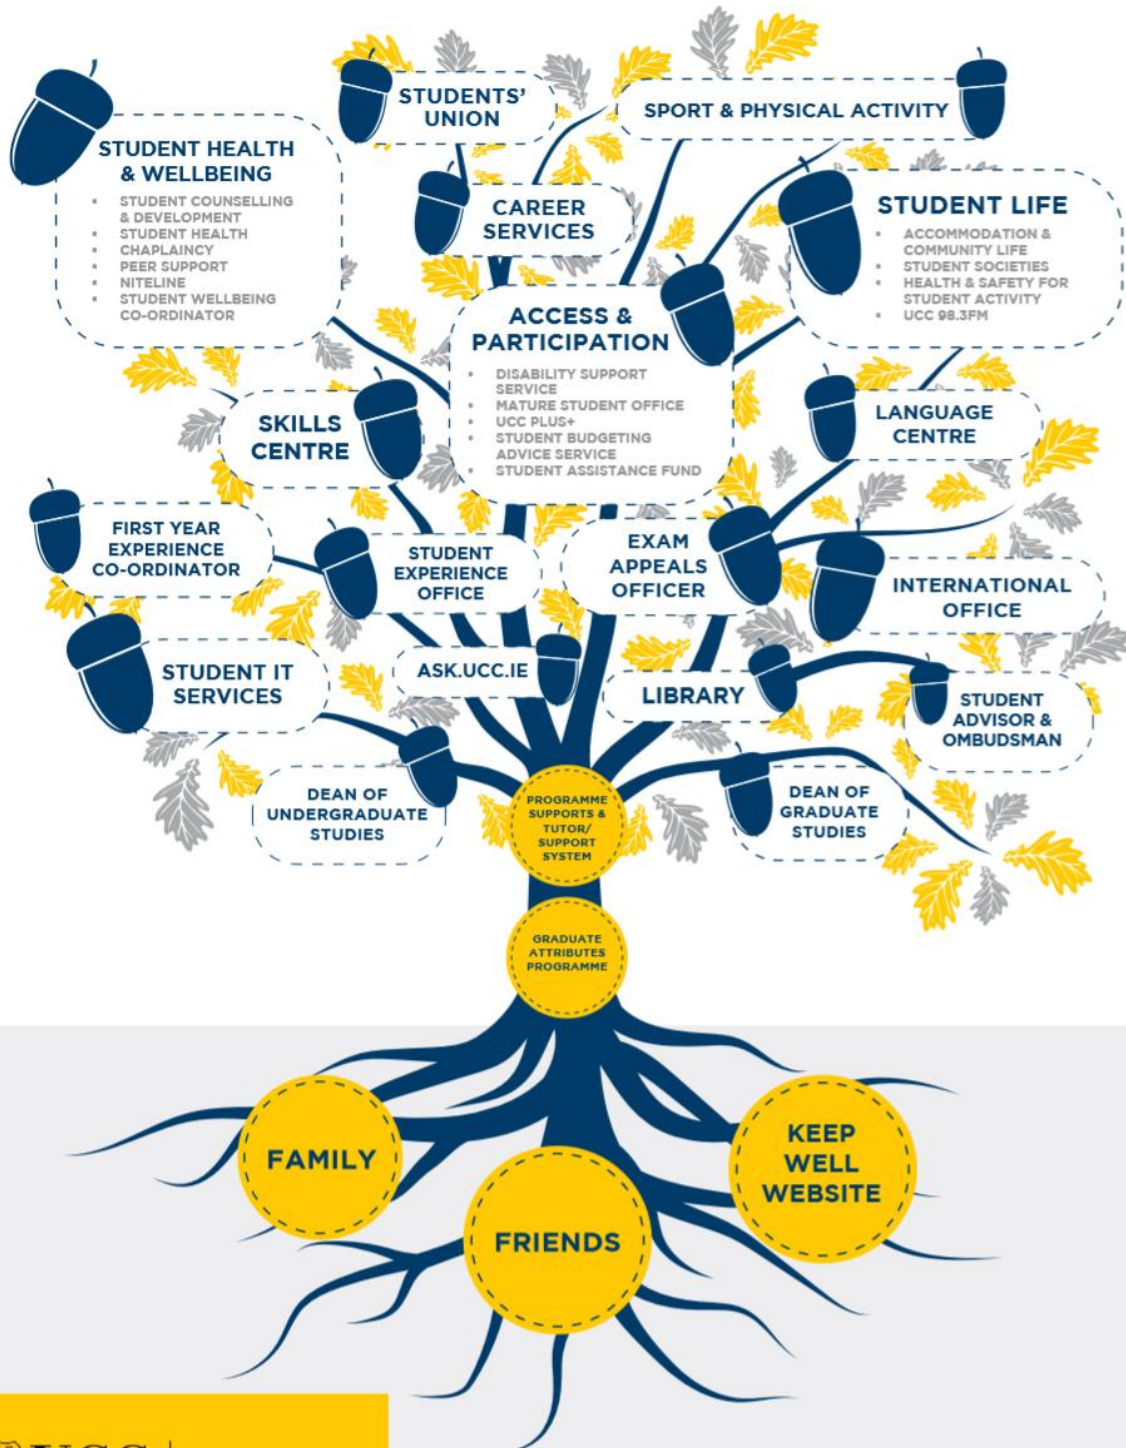 STUDENTS'
UNION
SPORT & PHYSICAL ACTIVITY
STUDENT HEALTH
& WELLBEING
STUDENT COUNSELLING
& DEVELOPMENT
STUDENT HEALTH
CHAPLAINCY
PEER SUPPORT
NITELINE
STUDENT WELLBEING
CO-ORDINATOR
CAREER
SERVICES
STUDENT LIFE
ACCOMMODATION &
COMMUNITY LIFE
STUDENT SOCIETIES
HEALTH & SAFETY FOR
STUDENT ACTIVITY
UCC 98.3FM
ACCESS &
PARTICIPATION
DISABILITY SUPPORT
SERVICE
MATURE STUDENT OFFICE
UCC PLUS+
STUDENT BUDGETING
ADVICE SERVICE
STUDENT ASSISTANCE FUND
SKILLS
CENTRE
LANGUAGE
CENTRE
FIRST YEAR
EXPERIENCE
CO-ORDINATOR
STUDENT
EXPERIENCE
OFFICE
EXAM
APPEALS
OFFICER
INTERNATIONAL
OFFICE
STUDENT IT
SERVICES
ASK.UCC.IE
LIBRARY
STUDENT
ADVISOR &
OMBUDSMAN
DEAN OF
UNDERGRADUATE
STUDIES
PROGRAMME
SUPPORTS &
TUTOR/
SUPPORT
SYSTEM
DEAN OF
GRADUATE
STUDIES
GRADUATE
ATTRIBUTES
PROGRAMME
FAMILY
FRIENDS
KEEP
WELL
WEBSITE
UCC